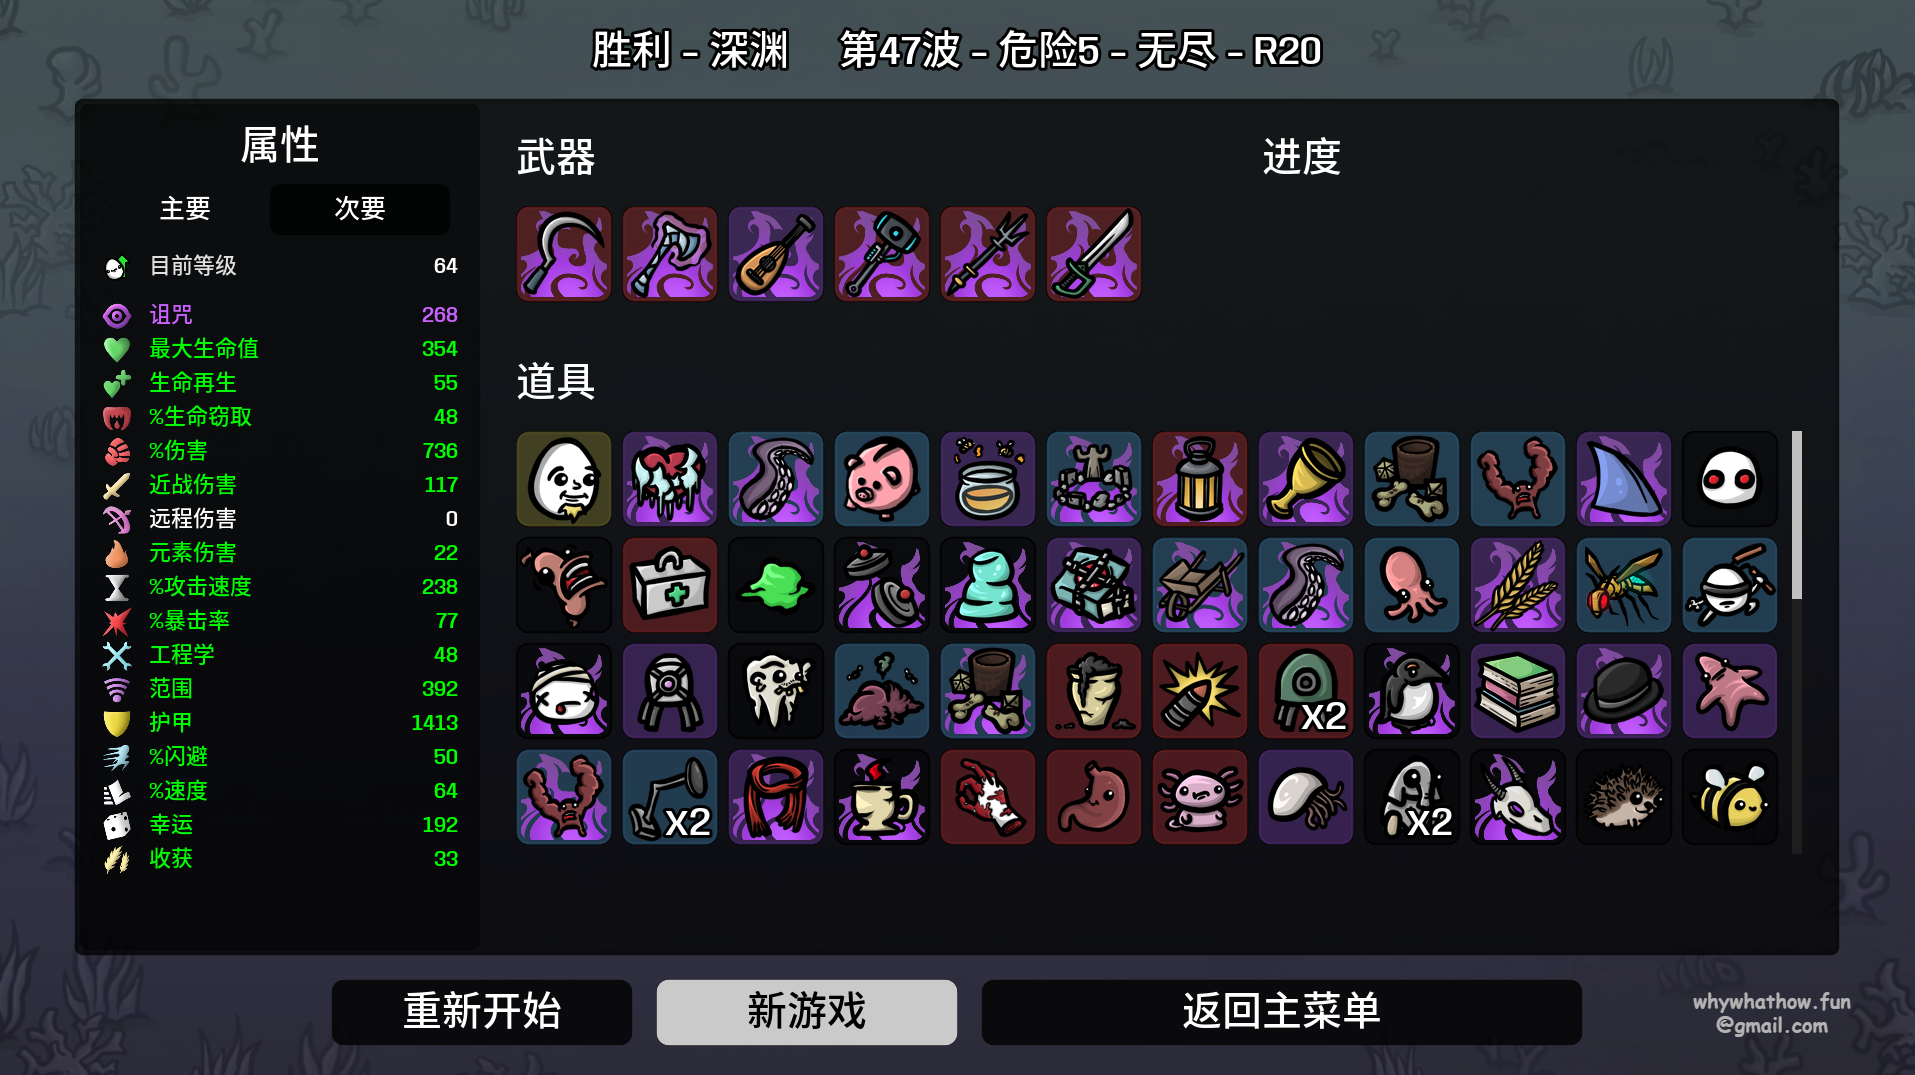 胜利 - 深渊 第47波 - 危险5 - 无尽 - R20
属性
主要 次要
目前等级 64
诅咒 268
最大生命值 354
生命再生 55
%生命窃取 48
%伤害 736
近战伤害 117
远程伤害 0
元素伤害 22
%攻击速度 238
%暴击率 77
工程学 48
范围 392
护甲 1413
%闪避 50
%速度 64
幸运 192
收获 33
武器
进度
道具
X2
X2
X2
重新开始
新游戏
返回主菜单
whywhathow.fun
@gmail.com